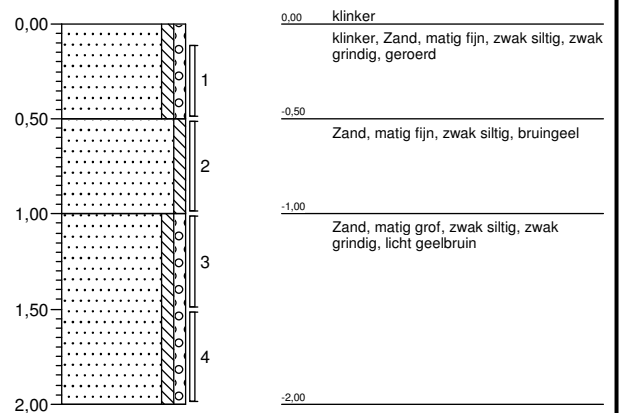 0,00
0,50
1,00
1,50
2,00
1
2
3
4
0,00 klinker
klinker, Zand, matig fijn, zwak siltig, zwak
grindig, geroerd
-0,50
Zand, matig fijn, zwak siltig, bruingeel
-1,00
Zand, matig grof, zwak siltig, zwak
grindig, licht geelbruin
-2,00